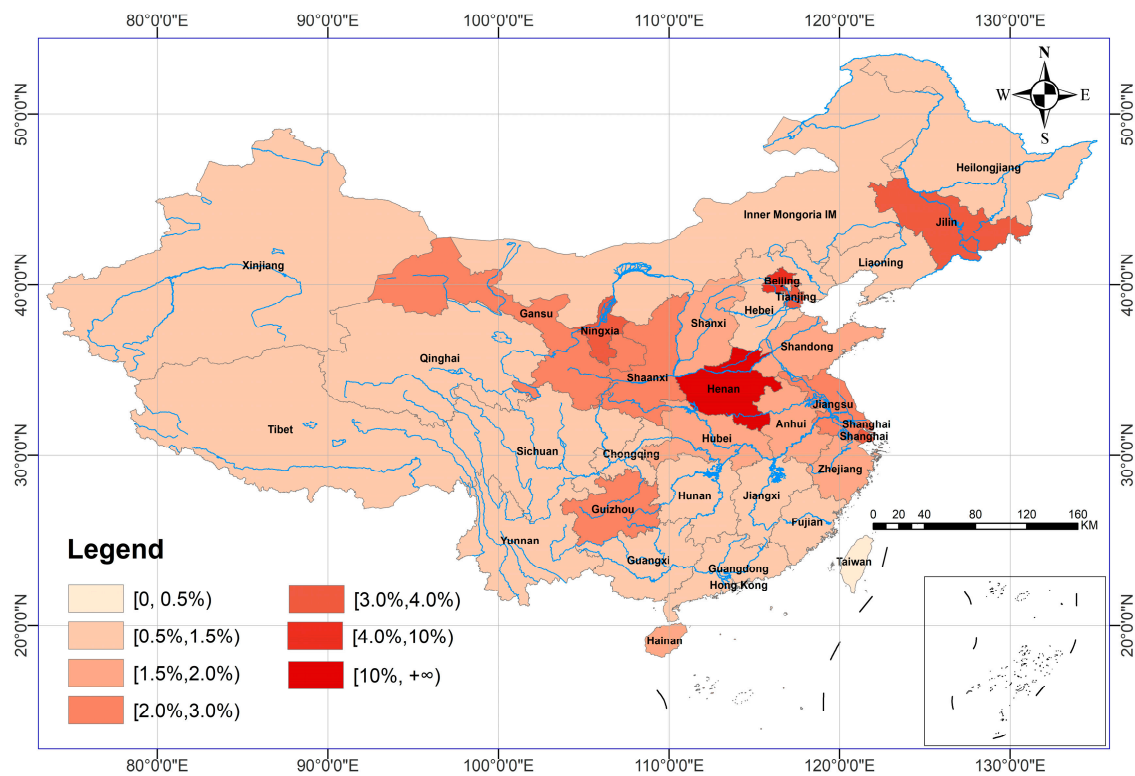 80°0'0"E 90°0'0"E 100°0'0"E 110°0'0"E 120°0'0"E 130°0'0"E
N
W E
S
50°0'0"N 50°0'0"N
Heilongjiang
Inner Mongoria IM
Jilin
Xinjiang
Liaoning
40°0'0"N 40°0'0"N
Beiling
Tianjing
Hebei
Gansu
Ningxia
Shanxi
Shandong
Qinghai
Shaanxi
Henan
Jiangsu
Tibet
Anhui
Shanghai
Shanghai
Hubei
Sichuan
Chongqing
30°0'0"N 30°0'0"N
Zhejiang
Hunan
Jiangxi
Guizhou
Fujian
0 20 40 80 120 160
KM
Yunnan
Guangxi
Guangdong
Hong Kong
Taiwan
Legend
[0, 0.5%) [3.0%,4.0%)
[0.5%,1.5%) [4.0%,10%)
[1.5%,2.0%) [10%, +∞)
[2.0%,3.0%)
20°0'0"N 20°0'0"N
Hainan
80°0'0"E 90°0'0"E 100°0'0"E 110°0'0"E 120°0'0"E 130°0'0"E